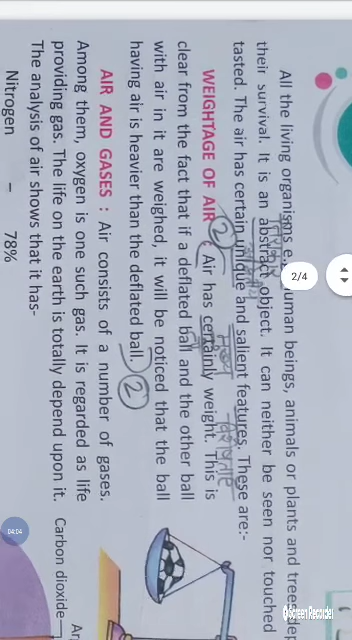 All the living organisms human beings, animals or plants and trees
their survival. It is an abstract object. It can neither be seen nor touched
tasted. The air has certain unique and salient features. These are:-
WEIGHTAGE OF AIR : Air has certainly weight. This is
clear from the fact that if a deflated ball and the other ball
with air in it are weighed, it will be noticed that the ball
having air is heavier than the deflated ball.
2
2
AIR AND GASES : Air consists of a number of gases.
Among them, oxygen is one such gas. It is regarded as life
providing gas. The life on the earth is totally depend upon it.
The analysis of air shows that it has-
Nitrogen – 78%
Carbon dioxide
2/4
04:04
Screen Recorder